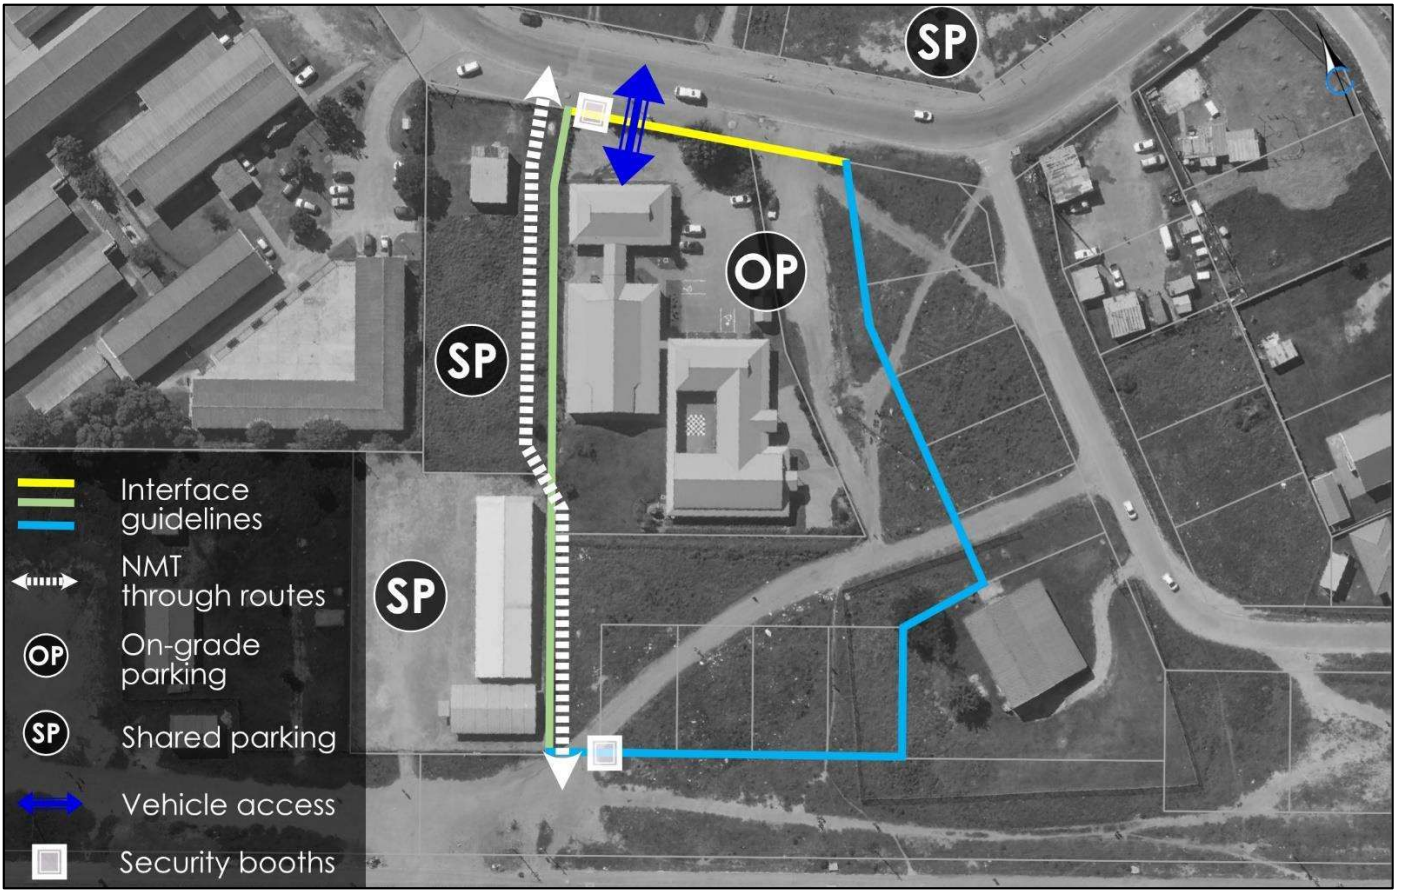 SP
OP
SP
SP
Interface
guidelines
NMT
through routes
OP
On-grade
parking
SP
Shared parking
Vehicle access
Security booths